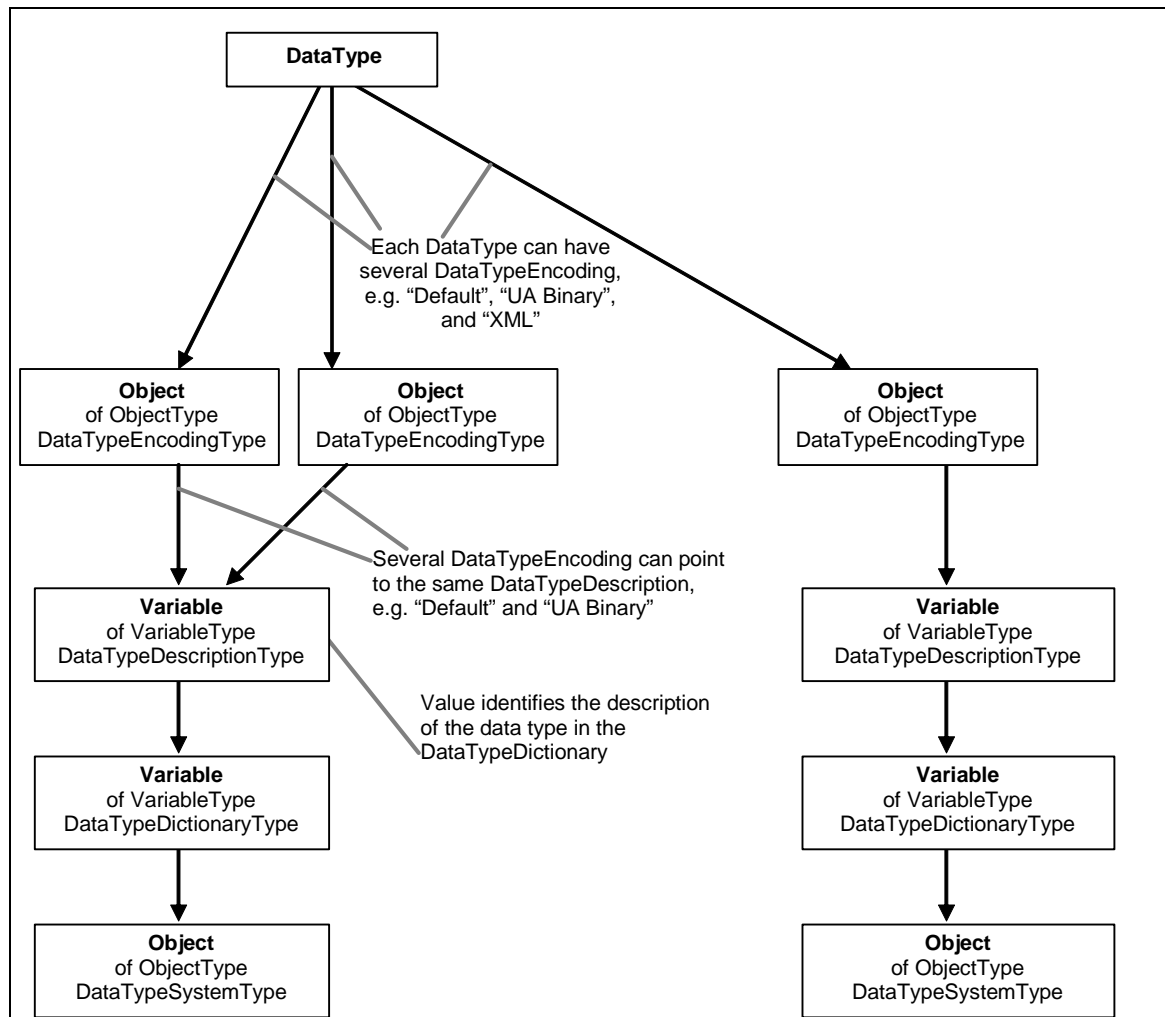 DataType
Each DataType can have
several DataTypeEncoding,
e.g. “Default”, “UA Binary”,
and “XML”
Object
of ObjectType
DataTypeEncodingType
Object
of ObjectType
DataTypeEncodingType
Object
of ObjectType
DataTypeEncodingType
Several DataTypeEncoding can point
to the same DataTypeDescription,
e.g. “Default” and “UA Binary”
Variable
of VariableType
DataTypeDescriptionType
Variable
of VariableType
DataTypeDescriptionType
Value identifies the description
of the data type in the
DataTypeDictionary
Variable
of VariableType
DataTypeDictionaryType
Variable
of VariableType
DataTypeDictionaryType
Object
of ObjectType
DataTypeSystemType
Object
of ObjectType
DataTypeSystemType